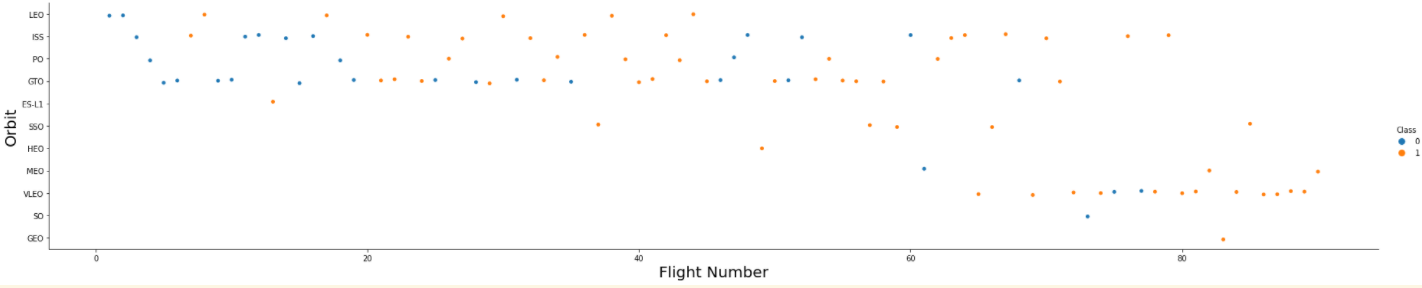 LEO
ISS
PO
GTO
ES-L1
SSO
HEO
MEO
VLEO
SO
GEO
Orbit
0 20 40 60 80
Flight Number
Class
0
1